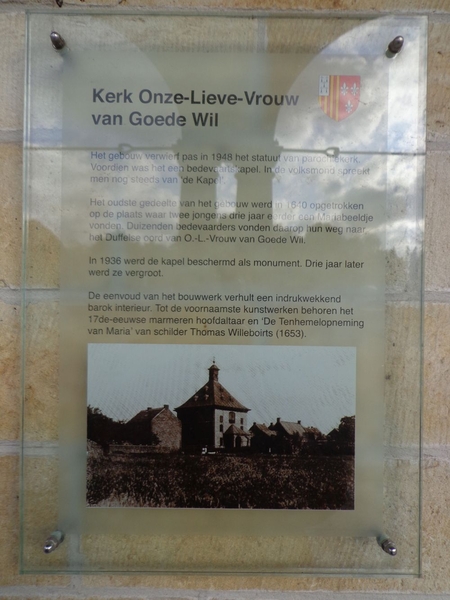 Kerk Onze-Lieve-Vrouw
van Goede Wil
Het gebouw verwierf pas in 1948 het statuut van parochiekerk.
Voordien was het een bedevaartskapel. In de volksmond spreekt
men nog steeds van 'de Kapel'.
Het oudste gedeelte van het gebouw werd in 1640 opgetrokken
op de plaats waar twee jongens drie jaar eerder een Mariabeeldje
vonden. Duizenden bedevaarders vonden daarop hun weg naar
het Duffelse oord van O.-L.-Vrouw van Goede Wil.
In 1936 werd de kapel beschermd als monument. Drie jaar later
werd ze vergroot.
De eenvoud van het bouwwerk verhult een indrukwekkend
barok interieur. Tot de voornaamste kunstwerken behoren het
17de-eeuwse marmeren hoofdaltaar en 'De Tenhemelopneming
van Maria' van schilder Thomas Willeboirts (1653).